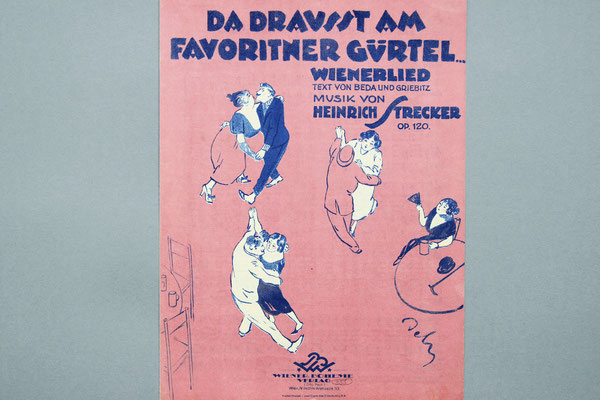 DA DRAUSST AM
FAVORITNER GÜRTEL...
WIENERLIED
TEXT VON BEDA UND GRIEBITZ
MUSIK VON
HEINRICH STRECKER
OP. 120.
WIENER BOHEME
VERLAG